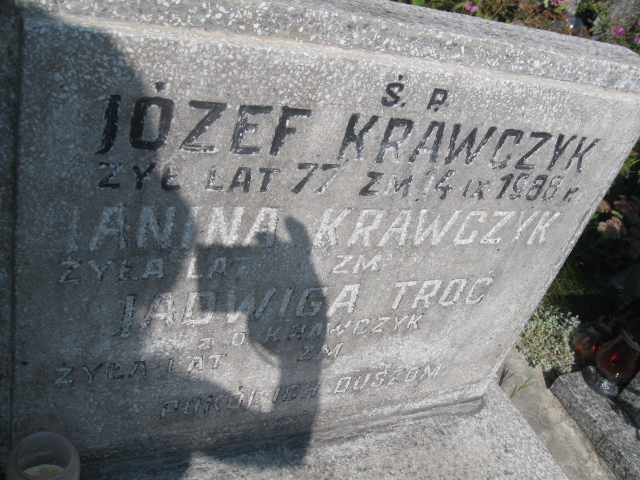 Ś. P.
JÓZEF KRAWCZYK
ŻYŁ LAT 77 ZM. 14 IX 1986 r.
JANINA KRAWCZYK
ŻYŁA LAT ZM
JADWIGA TROĆ
Z D. KRAWCZYK
ŻYŁA LAT ZM.
POKÓJ ICH DUSZOM